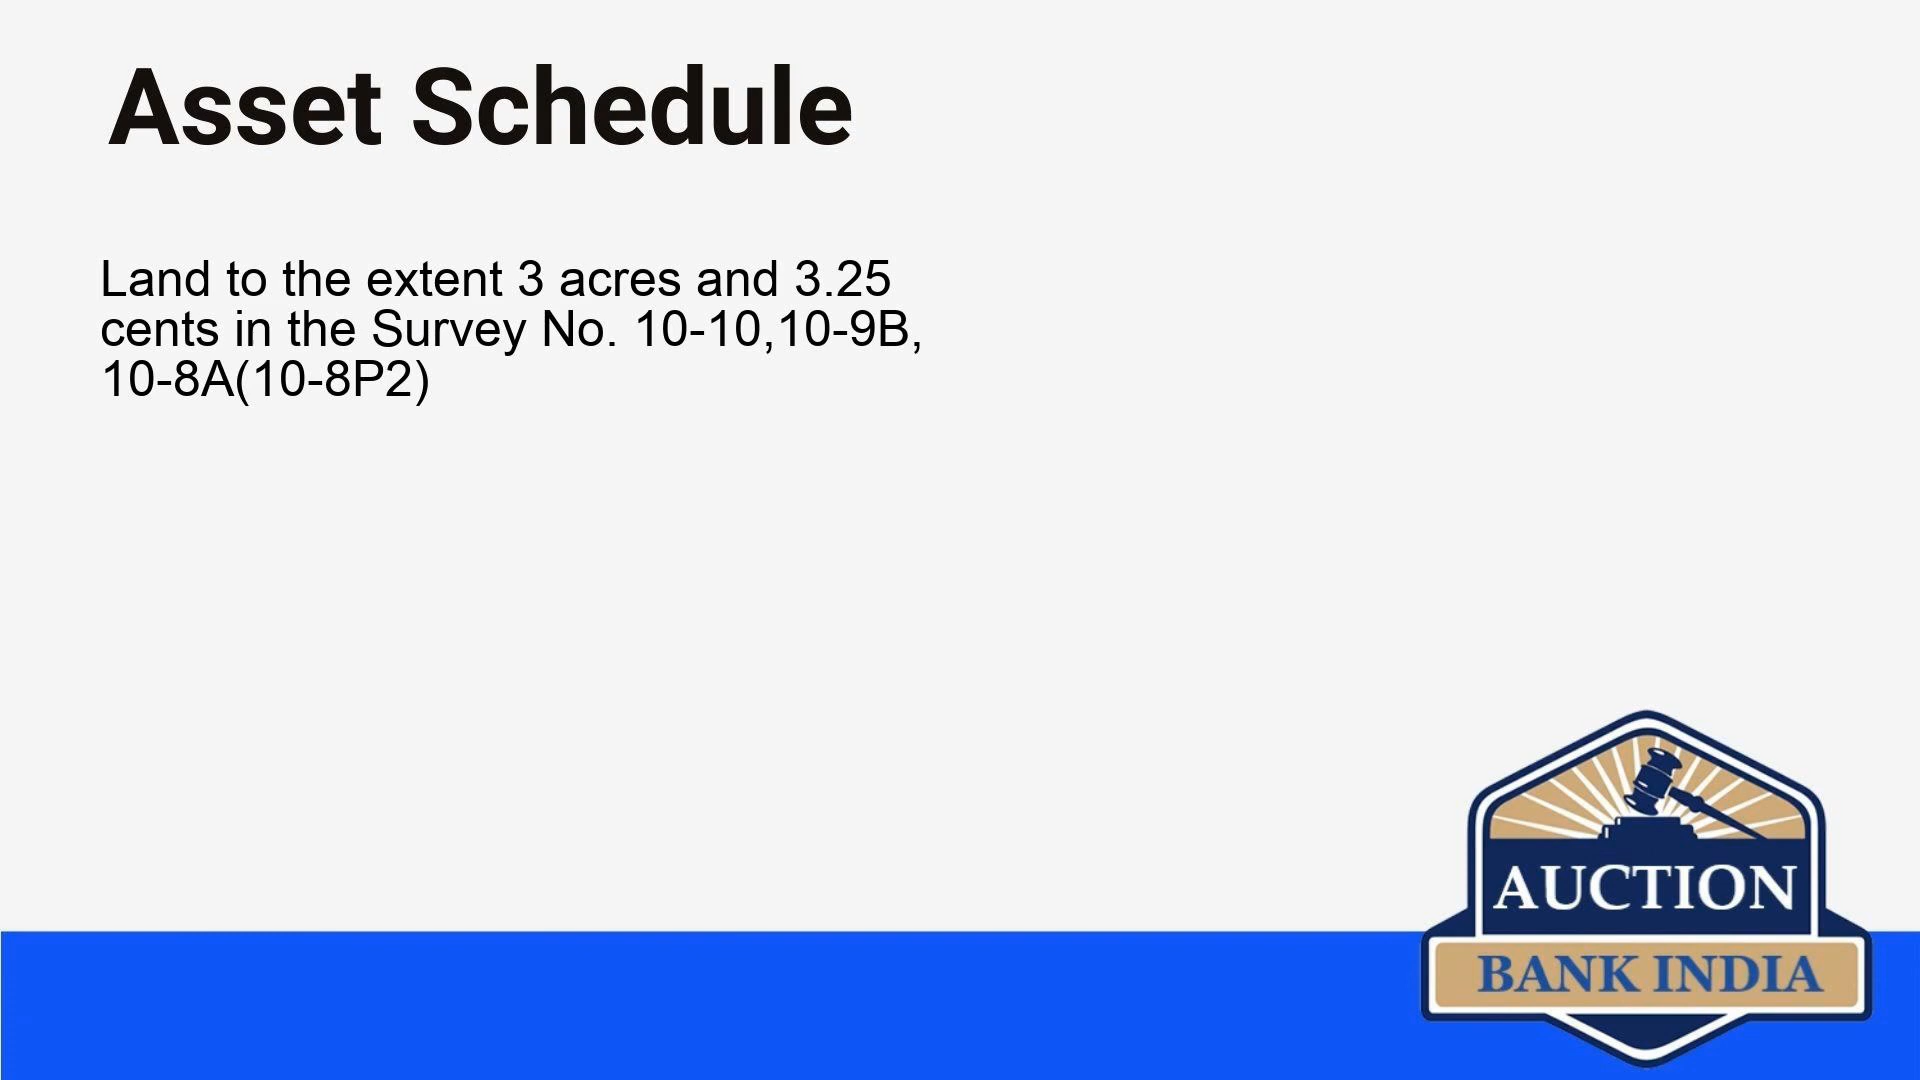 Asset Schedule
Land to the extent 3 acres and 3.25
cents in the Survey No. 10-10,10-9B,
10-8A(10-8P2)
AUCTION
BANK INDIA